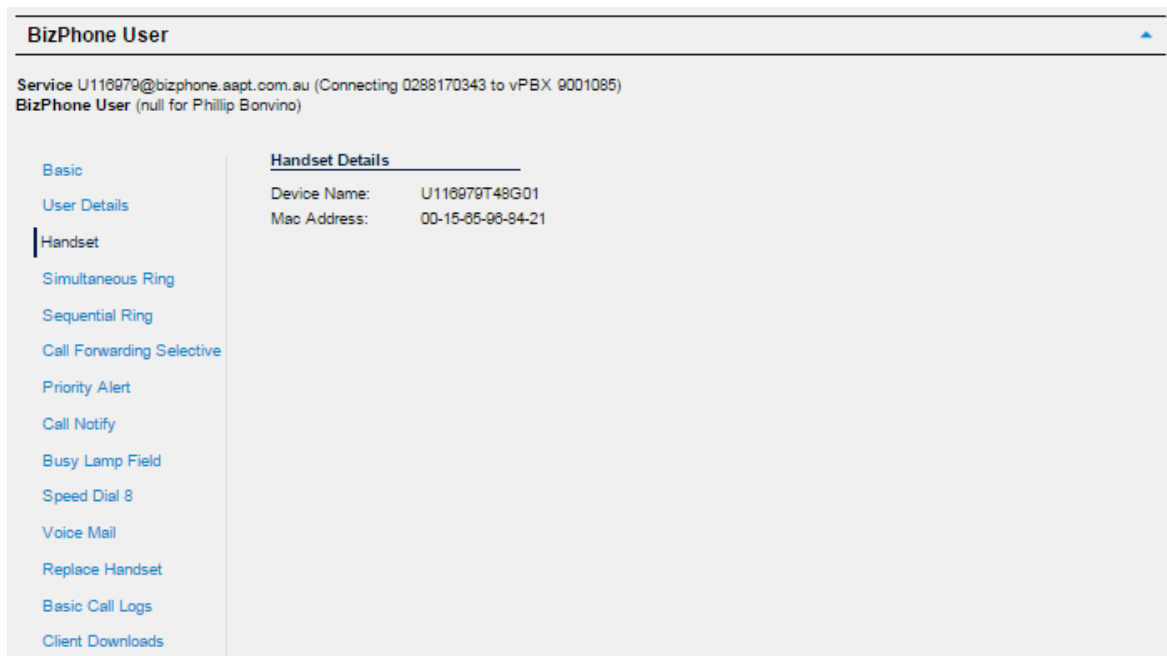 BizPhone User
Service U116979@bizphone.aapt.com.au (Connecting 0288170343 to vPBX 9001085)
BizPhone User (null for Phillip Bonvino)
Basic
User Details
Handset
Simultaneous Ring
Sequential Ring
Call Forwarding Selective
Priority Alert
Call Notify
Busy Lamp Field
Speed Dial 8
Voice Mail
Replace Handset
Basic Call Logs
Client Downloads
Handset Details
Device Name: U116979T48G01
Mac Address: 00-15-65-96-84-21